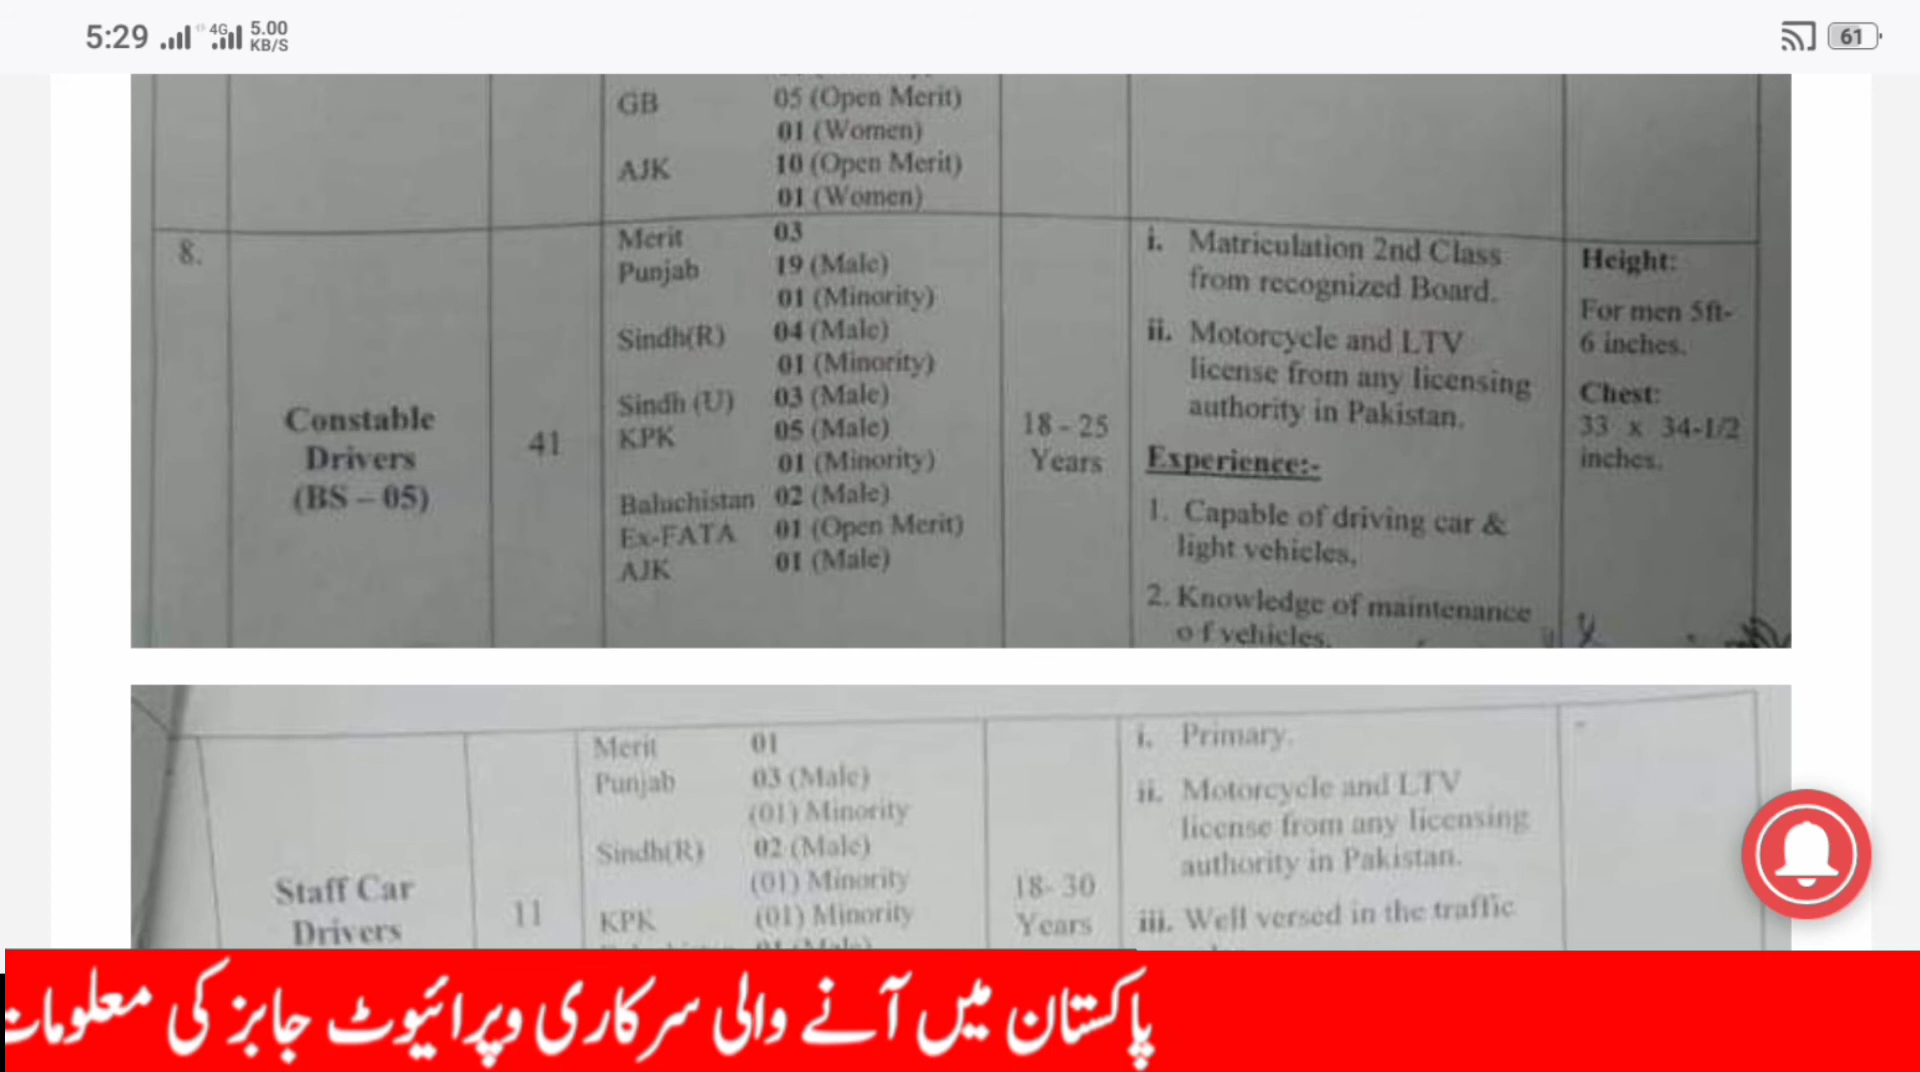 5:29 4G 5.00 KB/S 61
GB 05 (Open Merit)
01 (Women)
AJK 10 (Open Merit)
01 (Women)
8.
Constable
Drivers
(BS – 05)
41
Merit 03
Punjab 19 (Male)
01 (Minority)
Sindh(R) 04 (Male)
01 (Minority)
Sindh (U) 03 (Male)
KPK 05 (Male)
01 (Minority)
Baluchistan 02 (Male)
Ex-FATA 01 (Open Merit)
AJK 01 (Male)
18 - 25
Years
i. Matriculation 2nd Class
from recognized Board.
ii. Motorcycle and LTV
license from any licensing
authority in Pakistan.
Experience:-
1. Capable of driving car &
light vehicles,
2. Knowledge of maintenance
of vehicles.
Height:
For men 5ft-
6 inches.
Chest:
33 x 34-1/2
inches.
Staff Car
Drivers
11
Merit 01
Punjab 03 (Male)
(01) Minority
Sindh(R) 02 (Male)
(01) Minority
KPK (01) Minority
18- 30
Years
i. Primary.
ii. Motorcycle and LTV
license from any licensing
authority in Pakistan.
iii. Well versed in the traffic
-
پاکستان میں آنے والی سرکاری وپرائیوٹ جابز کی معلومات